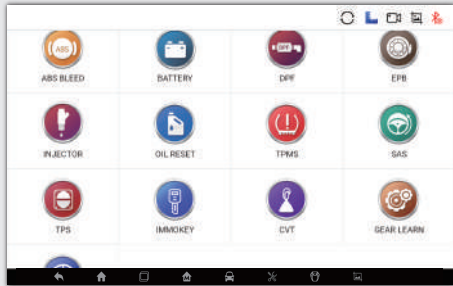 ABS BLEED BATTERY DPF EPB
INJECTOR OIL RESET TPMS SAS
TPS IMMOKEY CVT GEAR LEARN